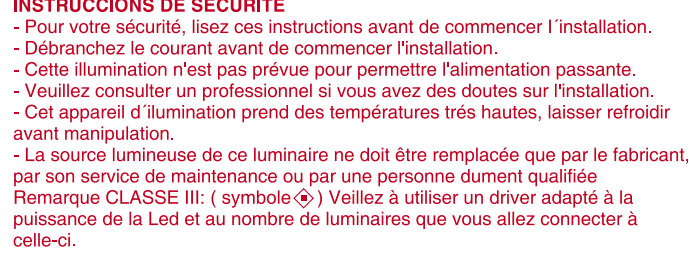 INSTRUCCIONS DE SÉCURITÉ
- Pour votre sécurité, lisez ces instructions avant de commencer I´installation.
- Débranchez le courant avant de commencer l'installation.
- Cette illumination n'est pas prévue pour permettre l'alimentation passante.
- Veuillez consulter un professionnel si vous avez des doutes sur l'installation.
- Cet appareil d´ilumination prend des températures trés hautes, laisser refroidir
avant manipulation.
- La source lumineuse de ce luminaire ne doit être remplacée que par le fabricant,
par son service de maintenance ou par une personne dument qualifiée
Remarque CLASSE III: ( symbole ) Veillez à utiliser un driver adapté à la
puissance de la Led et au nombre de luminaires que vous allez connecter à
celle-ci.